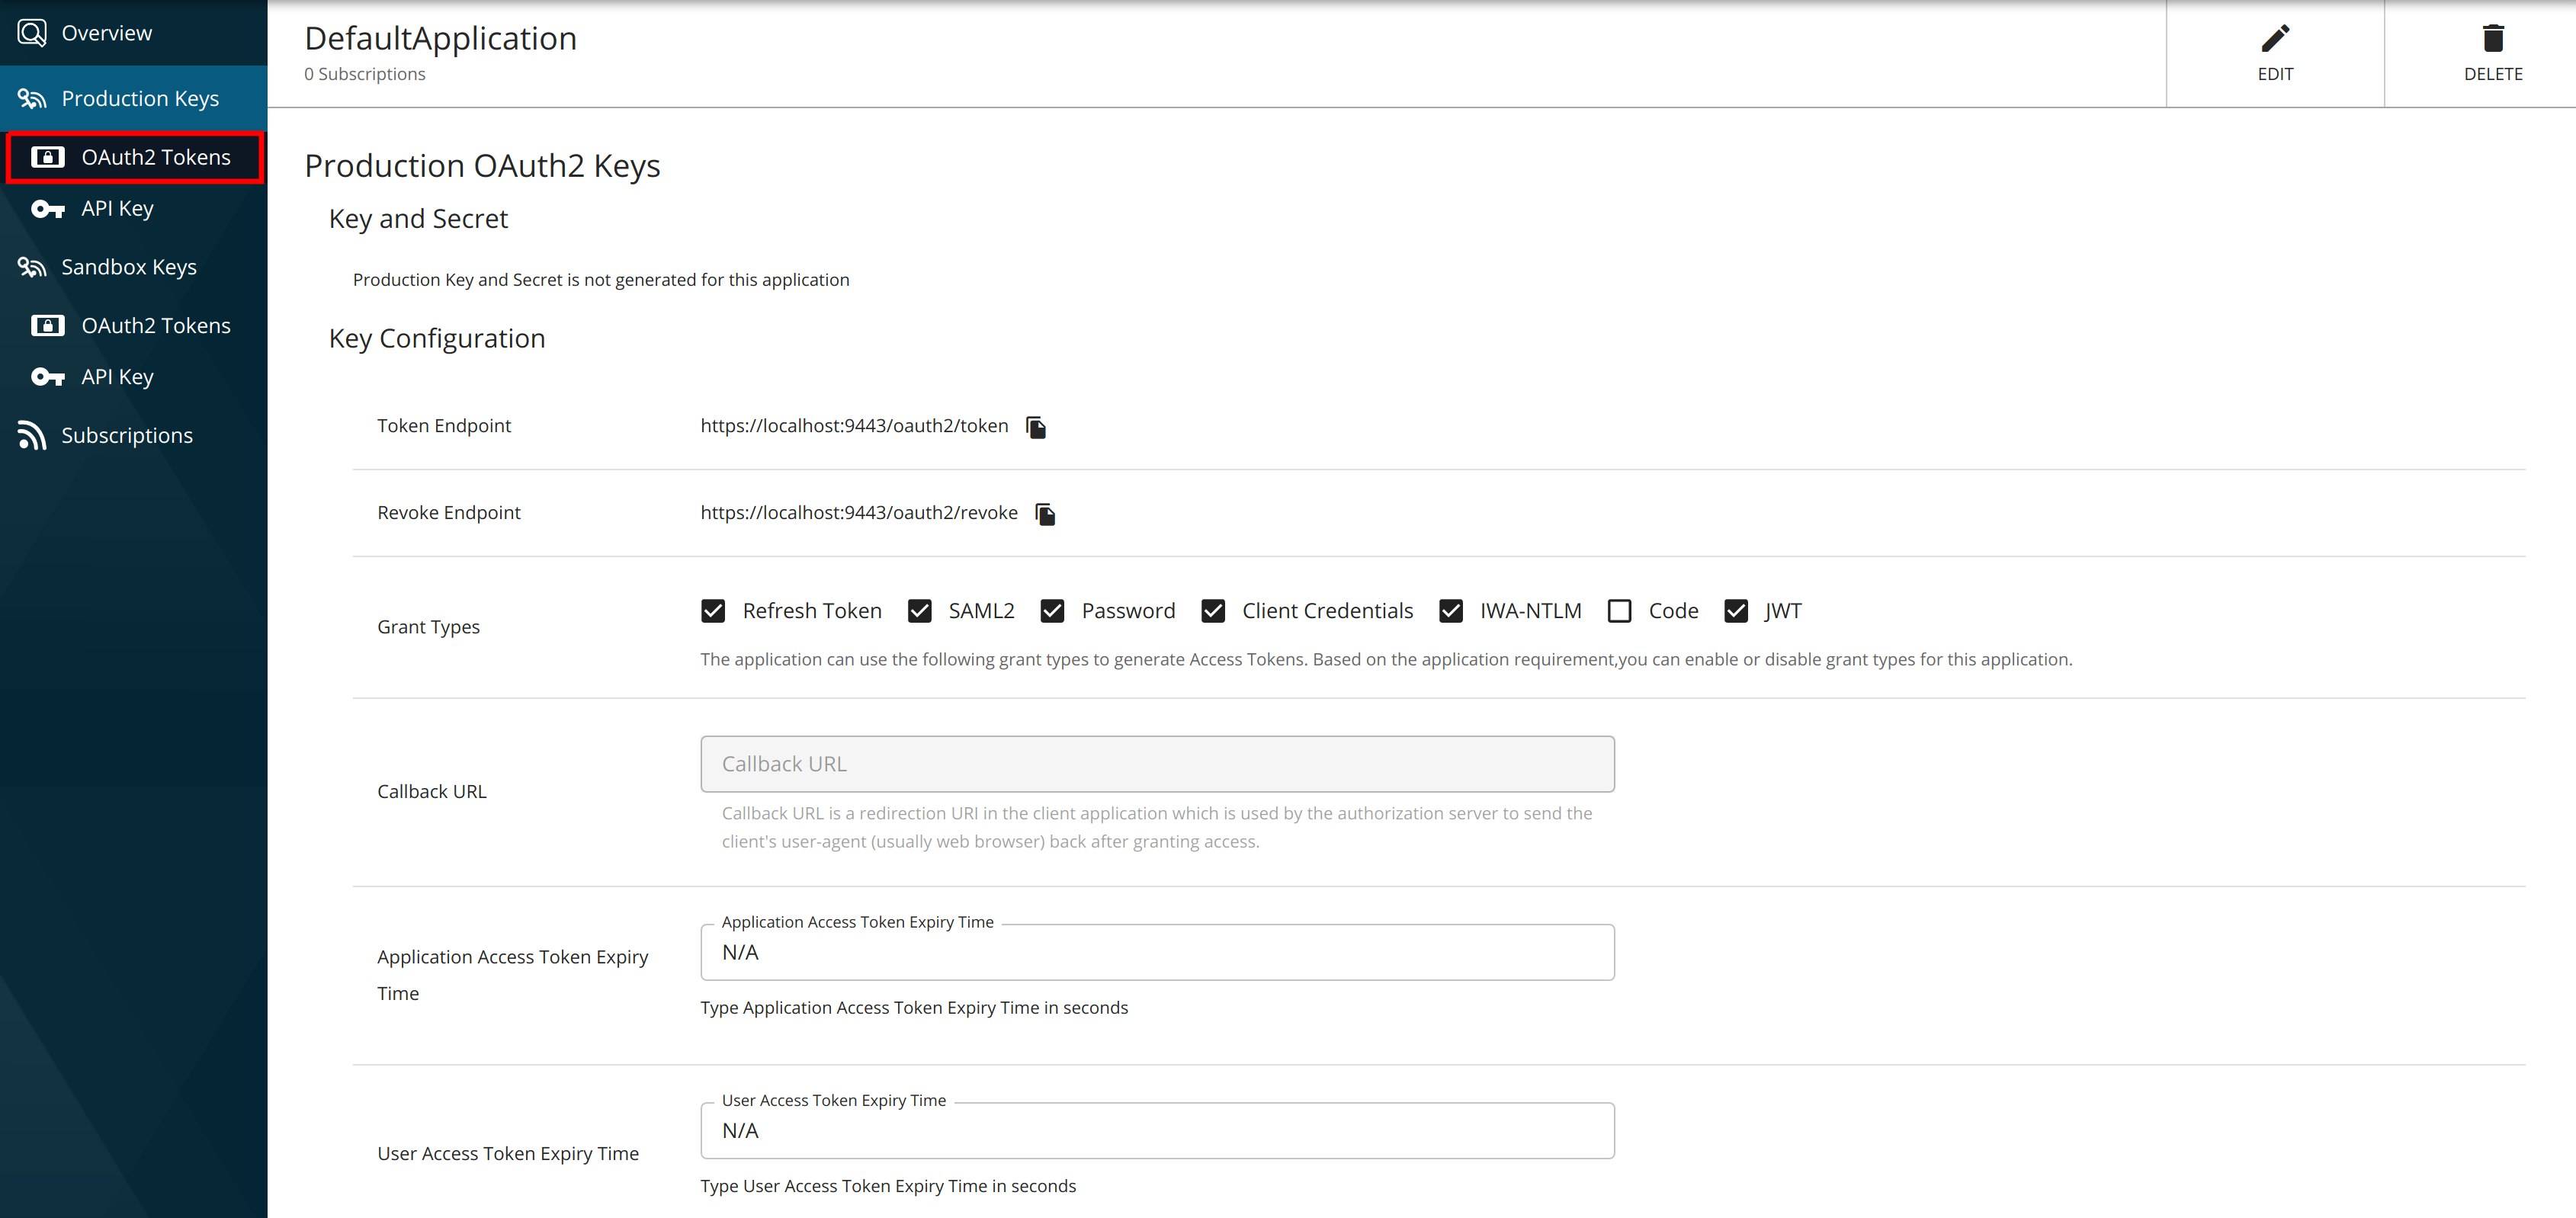 Overview
Production Keys
OAuth2 Tokens
API Key
Sandbox Keys
OAuth2 Tokens
API Key
Subscriptions
DefaultApplication
0 Subscriptions
EDIT
DELETE
Production OAuth2 Keys
Key and Secret
Production Key and Secret is not generated for this application
Key Configuration
Token Endpoint
https://localhost:9443/oauth2/token
Revoke Endpoint
https://localhost:9443/oauth2/revoke
Grant Types
Refresh Token SAML2 Password Client Credentials IWA-NTLM Code JWT
The application can use the following grant types to generate Access Tokens. Based on the application requirement,you can enable or disable grant types for this application.
Callback URL
Callback URL
Callback URL is a redirection URI in the client application which is used by the authorization server to send the
client's user-agent (usually web browser) back after granting access.
Application Access Token Expiry
Time
Application Access Token Expiry Time
N/A
Type Application Access Token Expiry Time in seconds
User Access Token Expiry Time
User Access Token Expiry Time
N/A
Type User Access Token Expiry Time in seconds